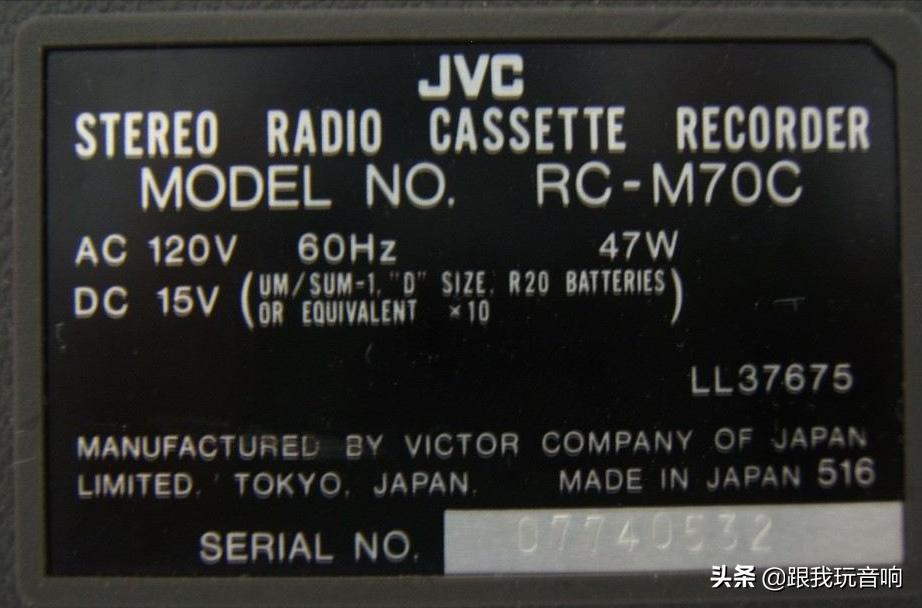 JVC
STEREO RADIO CASSETTE RECORDER
MODEL NO. RC-M70C
AC 120V 60Hz 47W
DC 15V (UM/SUM-1, "D" SIZE, R20 BATTERIES
OR EQUIVALENT ×10)
LL37675
MANUFACTURED BY VICTOR COMPANY OF JAPAN
LIMITED. TOKYO, JAPAN. MADE IN JAPAN 516
SERIAL NO. 07740532
头条 @跟我玩音响